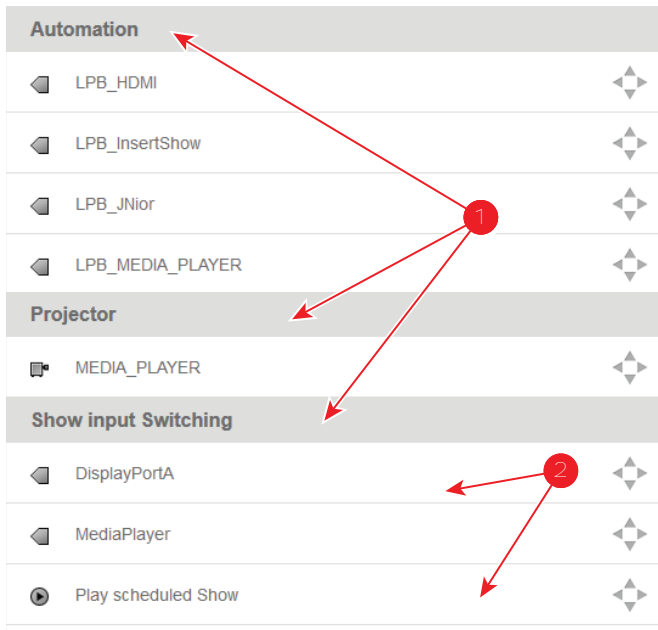 Automation
LPB_HDMI
LPB_InsertShow
LPB_JNior
1
LPB_MEDIA_PLAYER
Projector
MEDIA_PLAYER
Show input Switching
DisplayPortA
2
MediaPlayer
Play scheduled Show